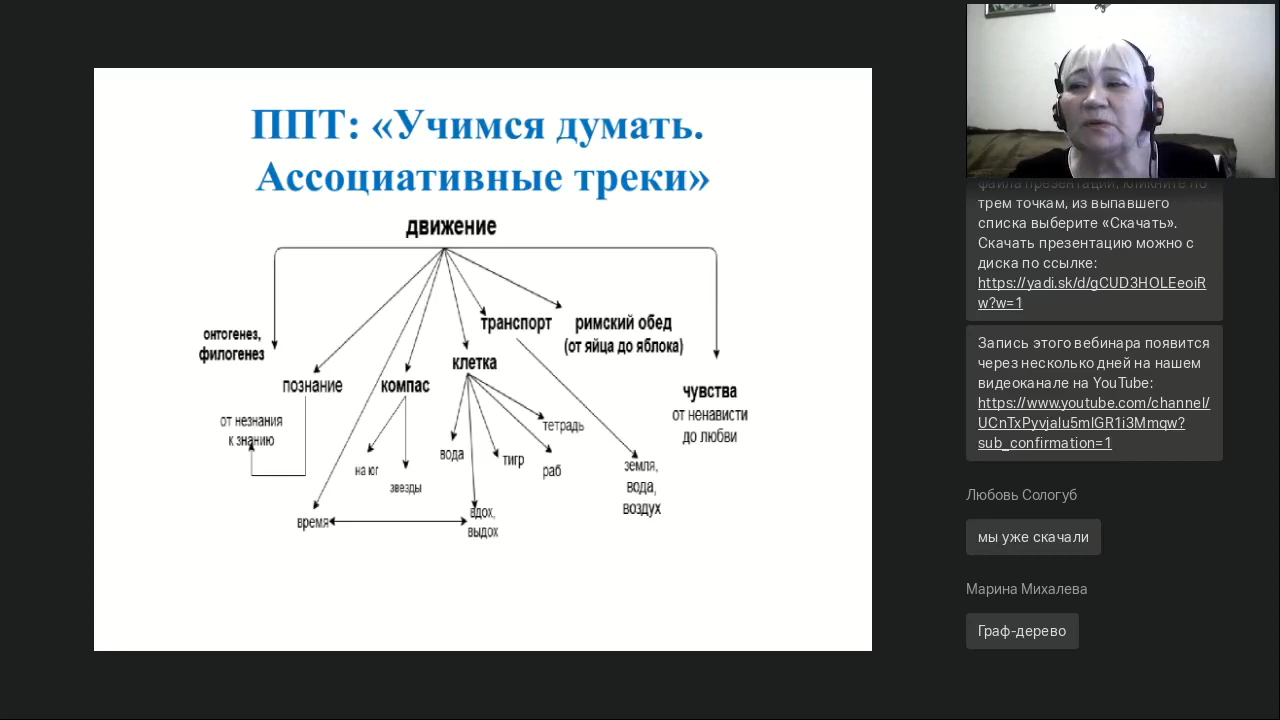 ППТ: «Учимся думать.
Ассоциативные треки»
движение
транспорт
римский обед
(от яйца до яблока)
онтогенез,
филогенез
клетка
познание
компас
чувства
от ненависти
до любви
от незнания
к знанию
тетрадь
вода
тигр
раб
на юг
звезды
земля,
вода,
воздух
время
вдох,
выдох
файла презентации, кликните по
трем точкам, из выпавшего
списка выберите «Скачать».
Скачать презентацию можно с
диска по ссылке:
https://yadi.sk/d/gCUD3HOLEeoiR
w?w=1
Запись этого вебинара появится
через несколько дней на нашем
видеоканале на YouTube:
https://www.youtube.com/channel/
UCnTxPyvjalu5mlGR1i3Mmqw?
sub_confirmation=1
Любовь Сологуб
мы уже скачали
Марина Михалева
Граф-дерево